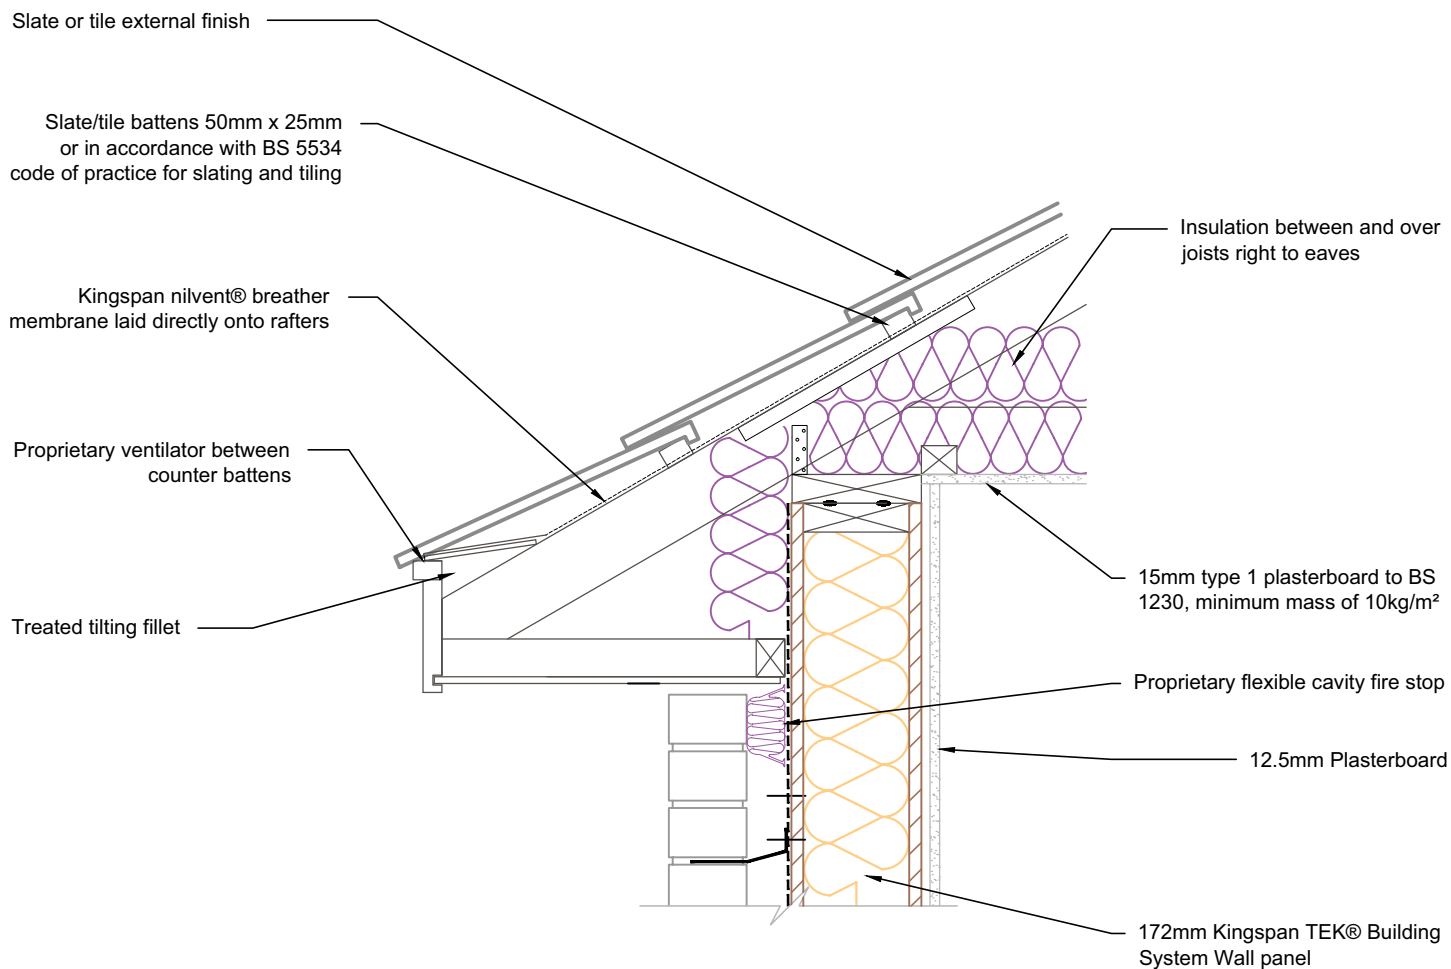 Slate or tile external finish
Slate/tile battens 50mm x 25mm
or in accordance with BS 5534
code of practice for slating and tiling
Kingspan nilvent® breather
membrane laid directly onto rafters
Proprietary ventilator between
counter battens
Treated tilting fillet
Insulation between and over
joists right to eaves
15mm type 1 plasterboard to BS
1230, minimum mass of 10kg/m²
Proprietary flexible cavity fire stop
12.5mm Plasterboard
172mm Kingspan TEK® Building
System Wall panel